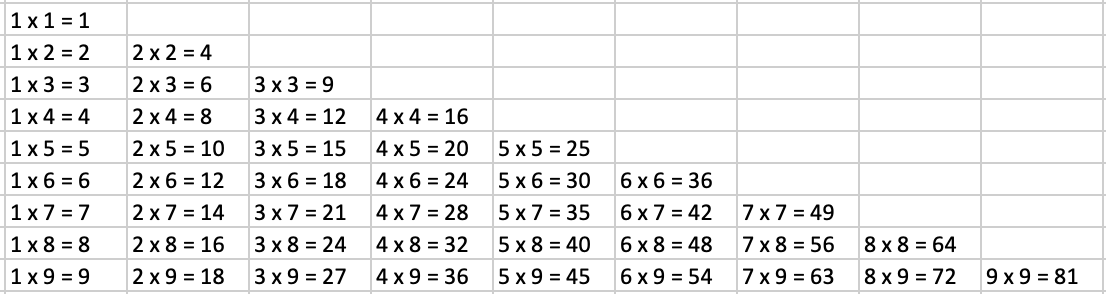 1 x 1 = 1
1 x 2 = 2 2 x 2 = 4
1 x 3 = 3 2 x 3 = 6 3 x 3 = 9
1 x 4 = 4 2 x 4 = 8 3 x 4 = 12 4 x 4 = 16
1 x 5 = 5 2 x 5 = 10 3 x 5 = 15 4 x 5 = 20 5 x 5 = 25
1 x 6 = 6 2 x 6 = 12 3 x 6 = 18 4 x 6 = 24 5 x 6 = 30 6 x 6 = 36
1 x 7 = 7 2 x 7 = 14 3 x 7 = 21 4 x 7 = 28 5 x 7 = 35 6 x 7 = 42 7 x 7 = 49
1 x 8 = 8 2 x 8 = 16 3 x 8 = 24 4 x 8 = 32 5 x 8 = 40 6 x 8 = 48 7 x 8 = 56 8 x 8 = 64
1 x 9 = 9 2 x 9 = 18 3 x 9 = 27 4 x 9 = 36 5 x 9 = 45 6 x 9 = 54 7 x 9 = 63 8 x 9 = 72 9 x 9 = 81